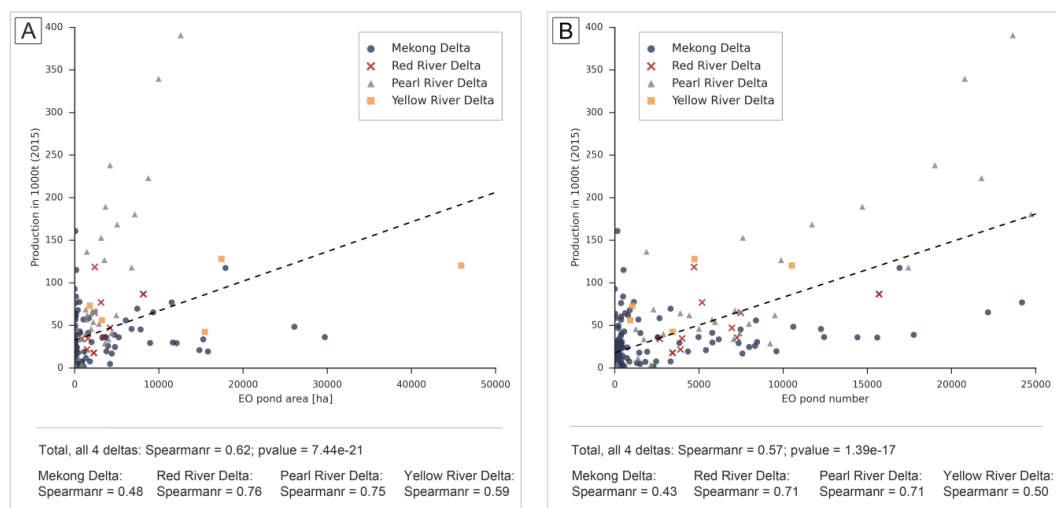 A
400
350
300
250
200
150
100
50
0
Production in 1000t (2015)
Mekong Delta
Red River Delta
Pearl River Delta
Yellow River Delta
0 10000 20000 30000 40000 50000
EO pond area [ha]
Total, all 4 deltas: Spearmanr = 0.62; pvalue = 7.44e-21
Mekong Delta: Red River Delta: Pearl River Delta: Yellow River Delta:
Spearmanr = 0.48 Spearmanr = 0.76 Spearmanr = 0.75 Spearmanr = 0.59
B
400
350
300
250
200
150
100
50
0
Production in 1000t (2015)
Mekong Delta
Red River Delta
Pearl River Delta
Yellow River Delta
0 5000 10000 15000 20000 25000
EO pond number
Total, all 4 deltas: Spearmanr = 0.57; pvalue = 1.39e-17
Mekong Delta: Red River Delta: Pearl River Delta: Yellow River Delta:
Spearmanr = 0.43 Spearmanr = 0.71 Spearmanr = 0.71 Spearmanr = 0.50